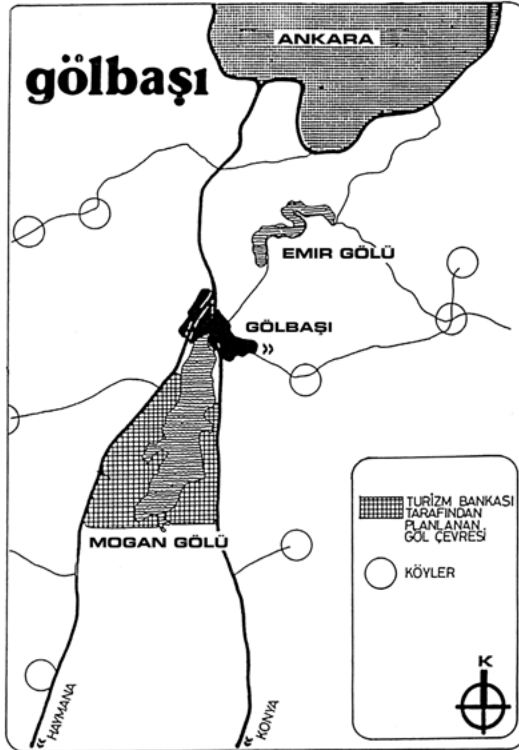 ANKARA
gölbaşı
EMIR GÖLÜ
GÖLBAŞI
»
MOGAN GÖLÜ
TURİZM BANKASI
TARAFINDAN
PLANLANAN
GÖL ÇEVRESİ
KÖYLER
K
« HAYMANA
« KONYA